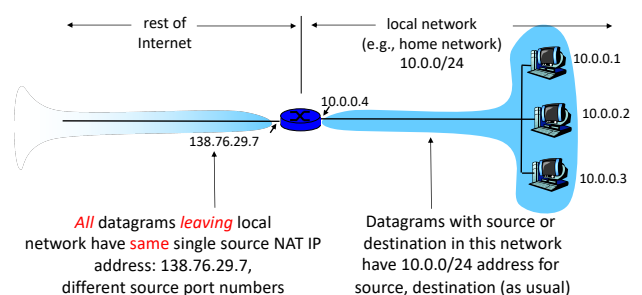 rest of
Internet
local network
(e.g., home network)
10.0.0/24
10.0.0.1
10.0.0.4
10.0.0.2
138.76.29.7
10.0.0.3
All datagrams leaving local
network have same single source NAT IP
address: 138.76.29.7,
different source port numbers
Datagrams with source or
destination in this network
have 10.0.0/24 address for
source, destination (as usual)